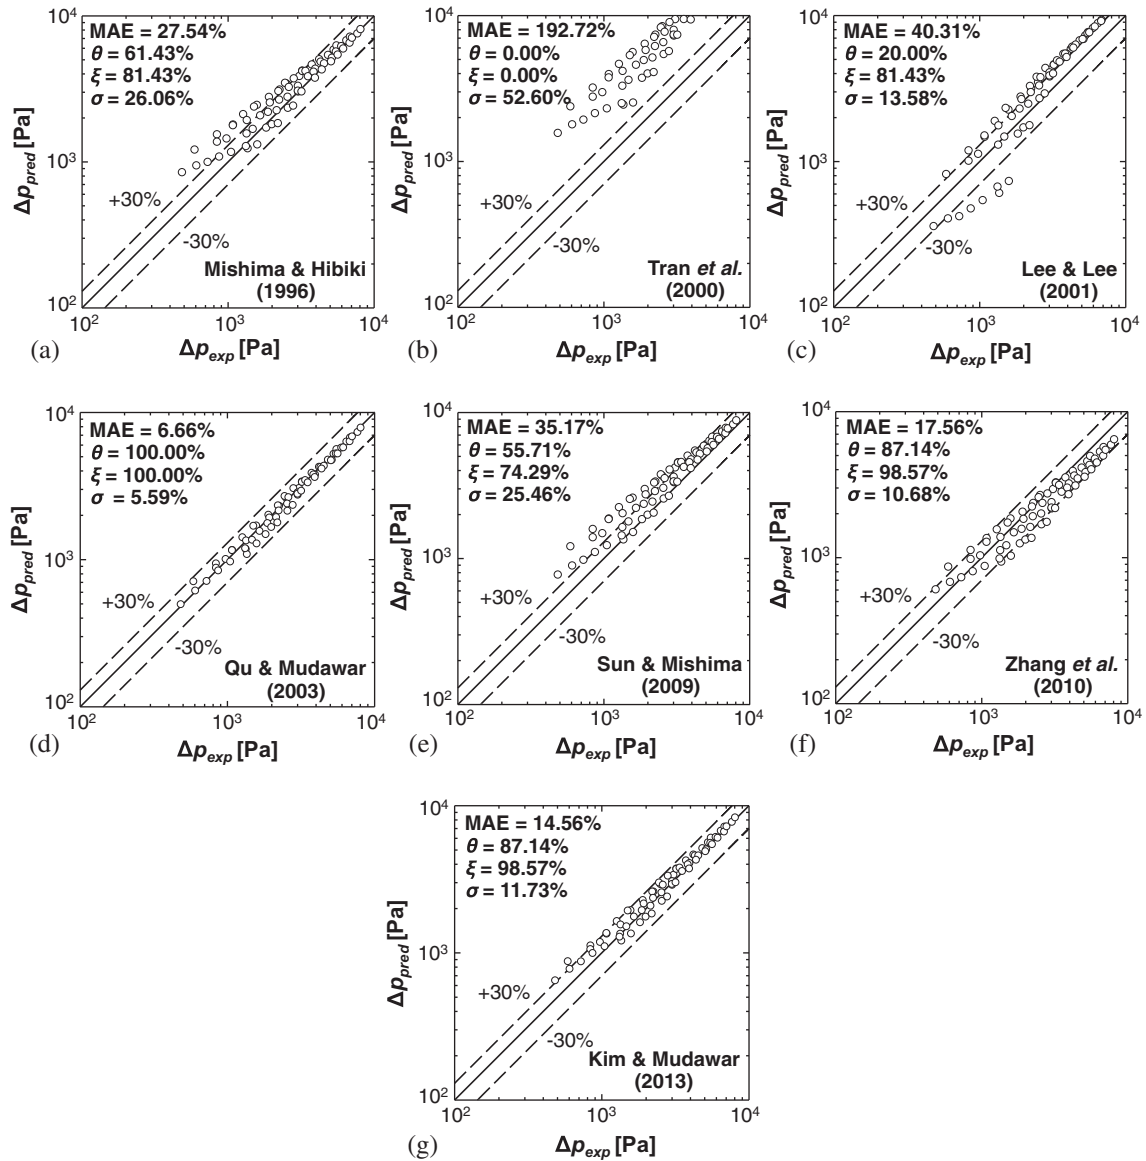 10⁴
MAE = 27.54%
θ = 61.43%
ξ = 81.43%
σ = 26.06%
Δp_pred [Pa]
10³
+30%
-30%
Mishima & Hibiki
(1996)
10²
10² 10³ 10⁴
(a) Δp_exp [Pa]
10⁴
MAE = 192.72%
θ = 0.00%
ξ = 0.00%
σ = 52.60%
Δp_pred [Pa]
10³
+30%
-30%
Tran et al.
(2000)
10²
10² 10³ 10⁴
(b) Δp_exp [Pa]
10⁴
MAE = 40.31%
θ = 20.00%
ξ = 81.43%
σ = 13.58%
Δp_pred [Pa]
10³
+30%
-30%
Lee & Lee
(2001)
10²
10² 10³ 10⁴
(c) Δp_exp [Pa]
10⁴
MAE = 6.66%
θ = 100.00%
ξ = 100.00%
σ = 5.59%
Δp_pred [Pa]
10³
+30%
-30%
Qu & Mudawar
(2003)
10²
10² 10³ 10⁴
(d) Δp_exp [Pa]
10⁴
MAE = 35.17%
θ = 55.71%
ξ = 74.29%
σ = 25.46%
Δp_pred [Pa]
10³
+30%
-30%
Sun & Mishima
(2009)
10²
10² 10³ 10⁴
(e) Δp_exp [Pa]
10⁴
MAE = 17.56%
θ = 87.14%
ξ = 98.57%
σ = 10.68%
Δp_pred [Pa]
10³
+30%
-30%
Zhang et al.
(2010)
10²
10² 10³ 10⁴
(f) Δp_exp [Pa]
10⁴
MAE = 14.56%
θ = 87.14%
ξ = 98.57%
σ = 11.73%
Δp_pred [Pa]
10³
+30%
-30%
Kim & Mudawar
(2013)
10²
10² 10³ 10⁴
(g) Δp_exp [Pa]